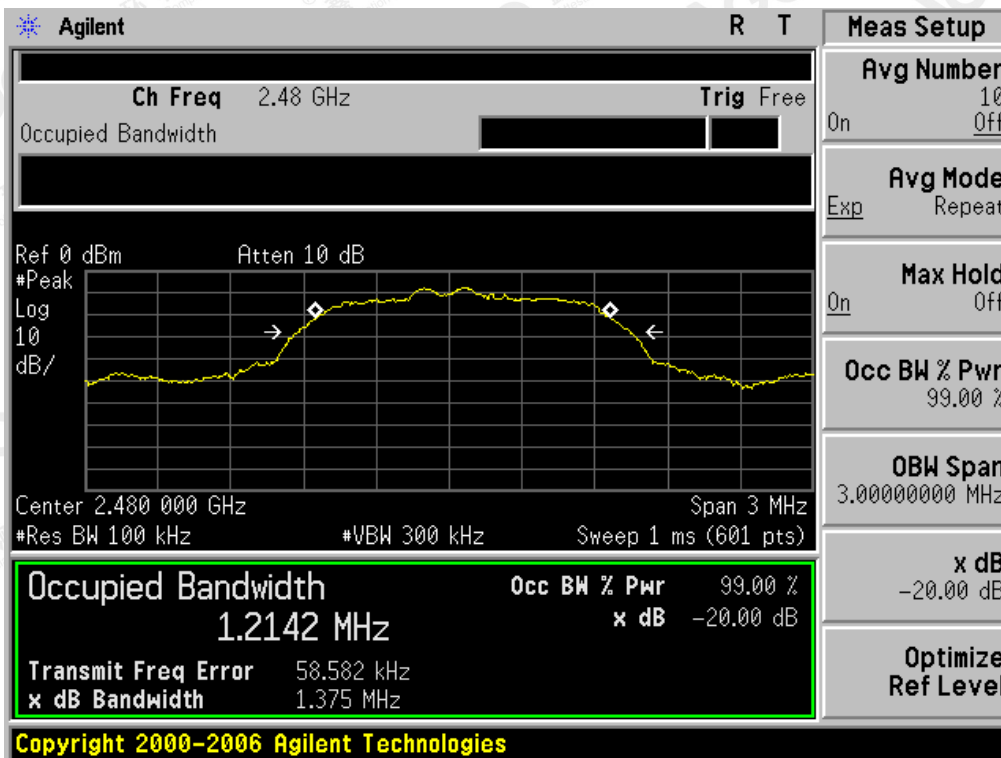 Agilent R T
Ch Freq 2.48 GHz Trig Free
Occupied Bandwidth
Ref 0 dBm Atten 10 dB
#Peak
Log
10
dB/
Center 2.480 000 GHz Span 3 MHz
#Res BW 100 kHz #VBW 300 kHz Sweep 1 ms (601 pts)
Occupied Bandwidth Occ BW % Pwr 99.00 %
1.2142 MHz x dB -20.00 dB
Transmit Freq Error 58.582 kHz
x dB Bandwidth 1.375 MHz
Copyright 2000-2006 Agilent Technologies
Meas Setup
Avg Number
10
On Off
Avg Mode
Exp Repeat
Max Hold
On Off
Occ BW % Pwr
99.00 %
OBW Span
3.00000000 MHz
x dB
-20.00 dB
Optimize
Ref Level